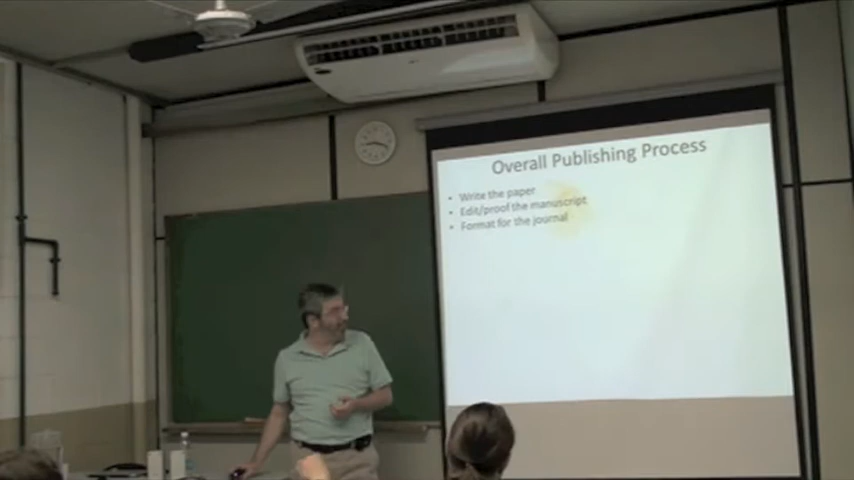 Overall Publishing Process
• Write the paper
• Edit/proof the manuscript
• Format for the journal